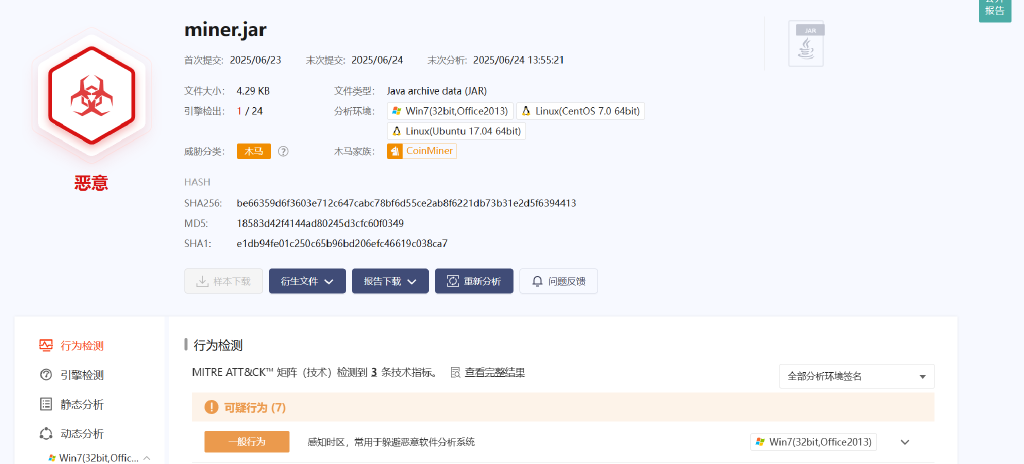 报告
miner.jar
JAR
首次提交: 2025/06/23 末次提交: 2025/06/24 末次分析: 2025/06/24 13:55:21
文件大小: 4.29 KB 文件类型: Java archive data (JAR)
引擎检出: 1 / 24 分析环境: Win7(32bit,Office2013) Linux(CentOS 7.0 64bit)
Linux(Ubuntu 17.04 64bit)
威胁分类: 木马 ? 木马家族: CoinMiner
恶意
HASH
SHA256: be66359d6f3603e712c647cabc78bf6d55ce2ab8f6221db73b31e2d5f6394413
MD5: 18583d42f4144ad80245d3cfc60f0349
SHA1: e1db94fe01c250c65b96bd206efc46619c038ca7
样本下载 衍生文件 报告下载 重新分析 问题反馈
行为检测
引擎检测
静态分析
动态分析
Win7(32bit,Offic...
行为检测
MITRE ATT&CK™ 矩阵（技术）检测到 3 条技术指标。 查看完整结果
全部分析环境签名
可疑行为 (7)
一般行为 感知时区，常用于躲避恶意软件分析系统 Win7(32bit,Office2013)